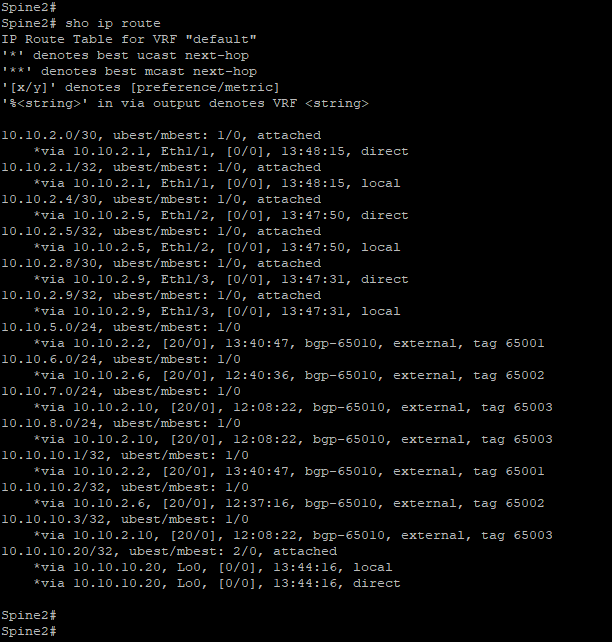 Spine2#
Spine2# sho ip route
IP Route Table for VRF "default"
'*' denotes best ucast next-hop
'**' denotes best mcast next-hop
'[x/y]' denotes [preference/metric]
'%<string>' in via output denotes VRF <string>

10.10.2.0/30, ubest/mbest: 1/0, attached
    *via 10.10.2.1, Eth1/1, [0/0], 13:48:15, direct
10.10.2.1/32, ubest/mbest: 1/0, attached
    *via 10.10.2.1, Eth1/1, [0/0], 13:48:15, local
10.10.2.4/30, ubest/mbest: 1/0, attached
    *via 10.10.2.5, Eth1/2, [0/0], 13:47:50, direct
10.10.2.5/32, ubest/mbest: 1/0, attached
    *via 10.10.2.5, Eth1/2, [0/0], 13:47:50, local
10.10.2.8/30, ubest/mbest: 1/0, attached
    *via 10.10.2.9, Eth1/3, [0/0], 13:47:31, direct
10.10.2.9/32, ubest/mbest: 1/0, attached
    *via 10.10.2.9, Eth1/3, [0/0], 13:47:31, local
10.10.5.0/24, ubest/mbest: 1/0
    *via 10.10.2.2, [20/0], 13:40:47, bgp-65010, external, tag 65001
10.10.6.0/24, ubest/mbest: 1/0
    *via 10.10.2.6, [20/0], 12:40:36, bgp-65010, external, tag 65002
10.10.7.0/24, ubest/mbest: 1/0
    *via 10.10.2.10, [20/0], 12:08:22, bgp-65010, external, tag 65003
10.10.8.0/24, ubest/mbest: 1/0
    *via 10.10.2.10, [20/0], 12:08:22, bgp-65010, external, tag 65003
10.10.10.1/32, ubest/mbest: 1/0
    *via 10.10.2.2, [20/0], 13:40:47, bgp-65010, external, tag 65001
10.10.10.2/32, ubest/mbest: 1/0
    *via 10.10.2.6, [20/0], 12:37:16, bgp-65010, external, tag 65002
10.10.10.3/32, ubest/mbest: 1/0
    *via 10.10.2.10, [20/0], 12:08:22, bgp-65010, external, tag 65003
10.10.10.20/32, ubest/mbest: 2/0, attached
    *via 10.10.10.20, Lo0, [0/0], 13:44:16, local
    *via 10.10.10.20, Lo0, [0/0], 13:44:16, direct

Spine2#
Spine2#